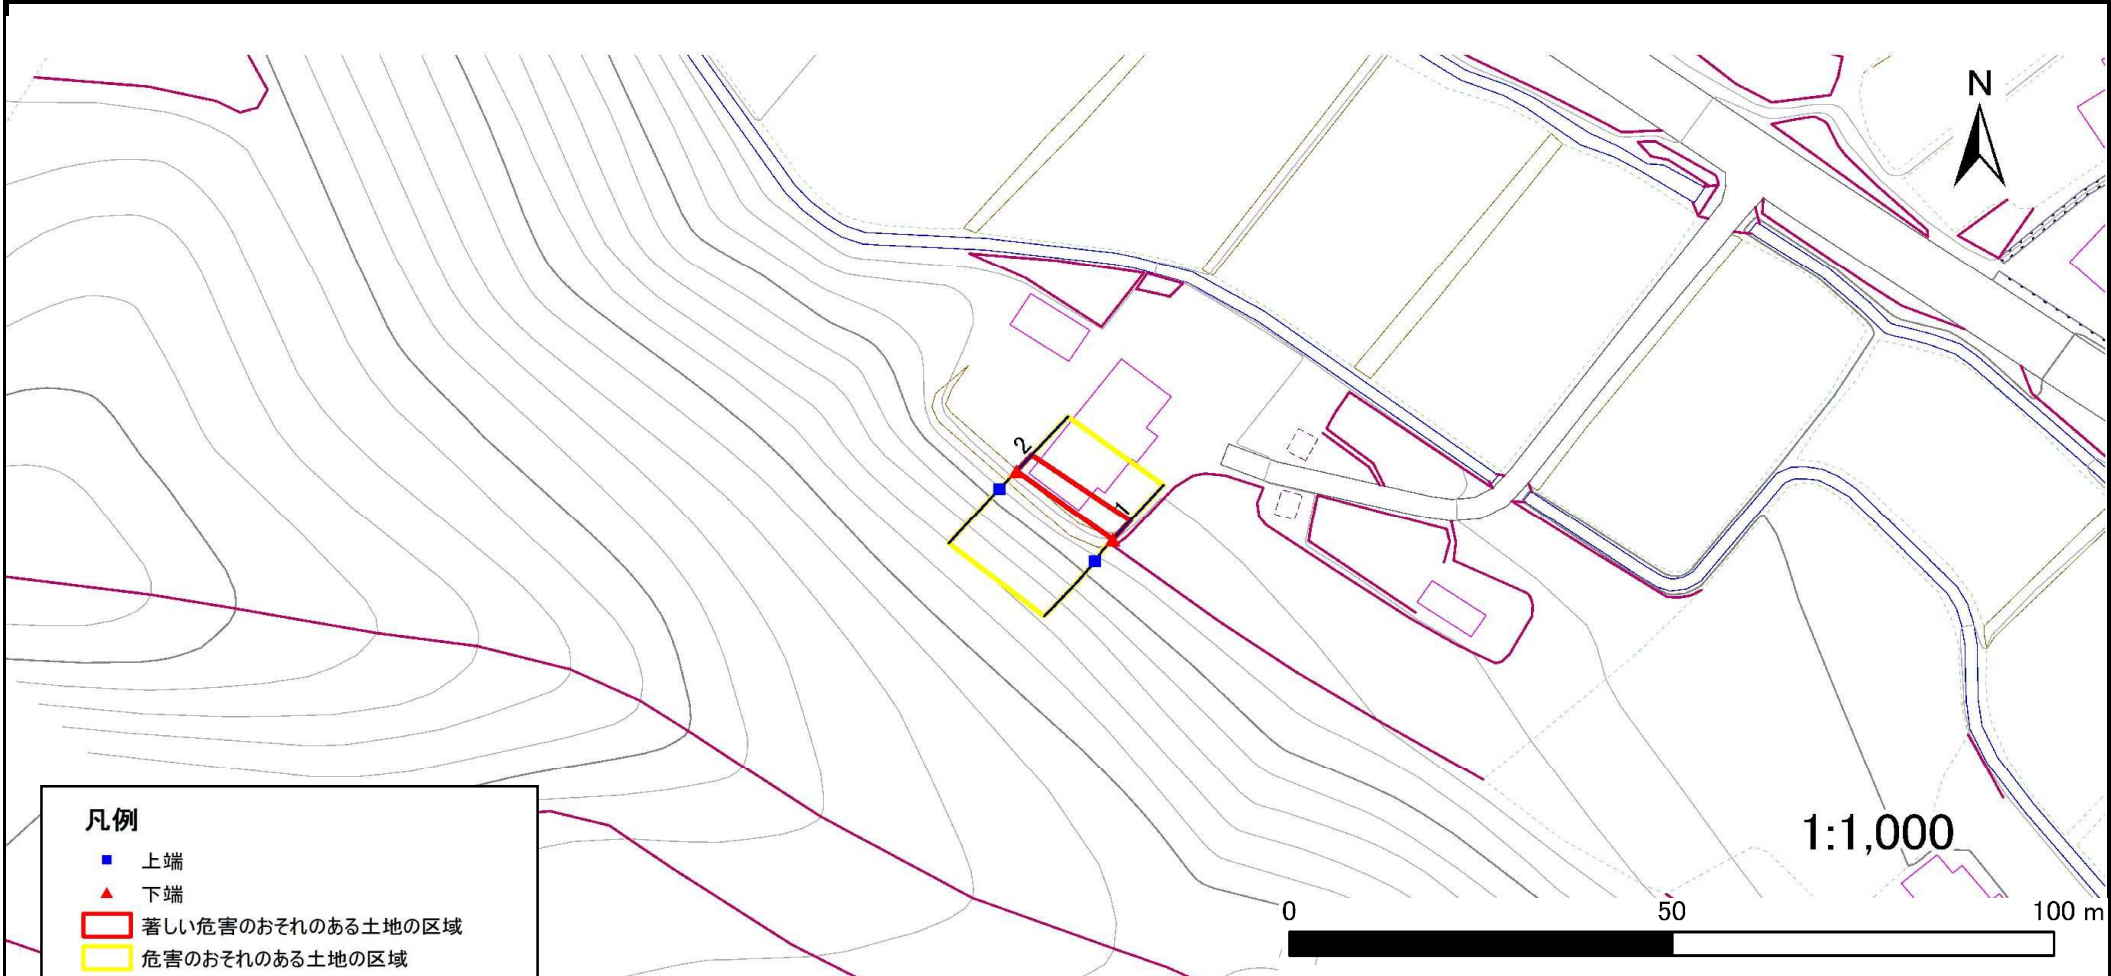 N
2
1
1:1,000
0 50 100 m
凡例
上端
下端
著しい危害のおそれのある土地の区域
危害のおそれのある土地の区域